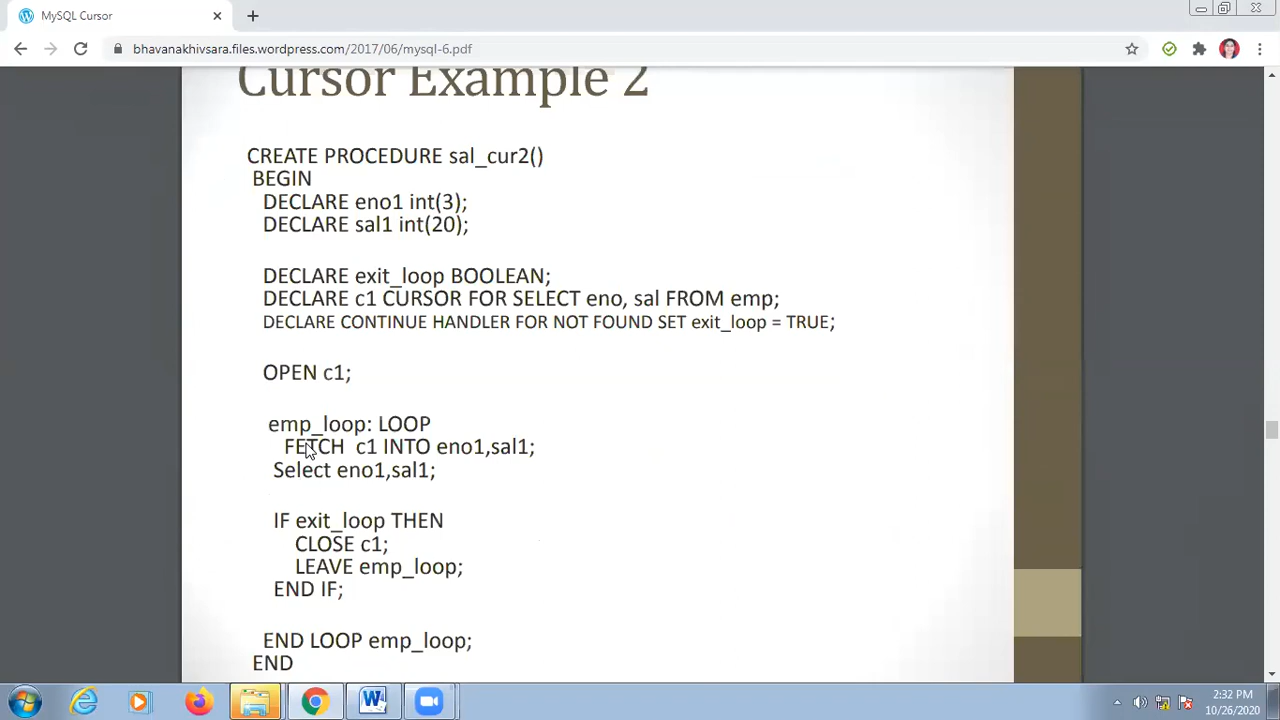 MySQL Cursor
bhavanakhivsara.files.wordpress.com/2017/06/mysql-6.pdf
Cursor Example 2
CREATE PROCEDURE sal_cur2()
BEGIN
DECLARE eno1 int(3);
DECLARE sal1 int(20);
DECLARE exit_loop BOOLEAN;
DECLARE c1 CURSOR FOR SELECT eno, sal FROM emp;
DECLARE CONTINUE HANDLER FOR NOT FOUND SET exit_loop = TRUE;
OPEN c1;
emp_loop: LOOP
FETCH c1 INTO eno1,sal1;
Select eno1,sal1;
IF exit_loop THEN
CLOSE c1;
LEAVE emp_loop;
END IF;
END LOOP emp_loop;
END
2:32 PM
10/26/2020